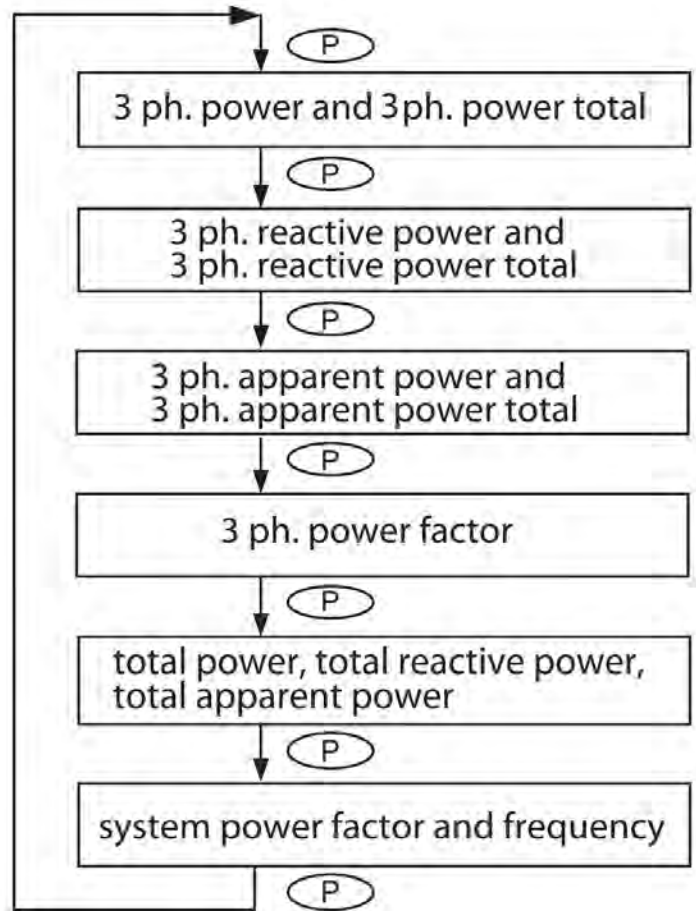 P
3 ph. power and 3 ph. power total
P
3 ph. reactive power and
3 ph. reactive power total
P
3 ph. apparent power and
3 ph. apparent power total
P
3 ph. power factor
P
total power, total reactive power,
total apparent power
P
system power factor and frequency
P